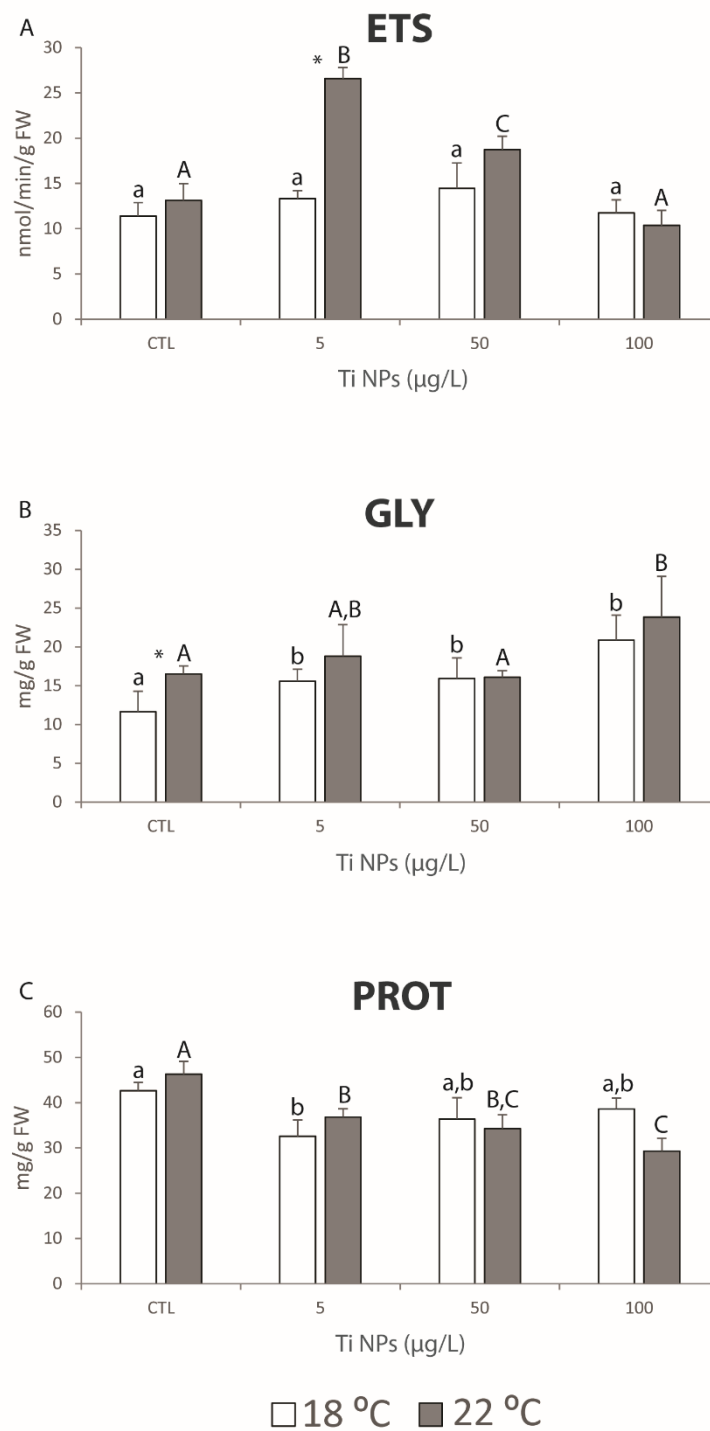 A
ETS
30
25
20
15
10
5
0
nmol/min/g FW
a
A
a
* B
a
C
a
A
CTL 5 50 100
Ti NPs (µg/L)
B
GLY
35
30
25
20
15
10
5
0
mg/g FW
a
* A
b
A,B
b
A
b
B
CTL 5 50 100
Ti NPs (µg/L)
C
PROT
60
50
40
30
20
10
0
mg/g FW
a
A
b
B
a,b
B,C
a,b
C
CTL 5 50 100
Ti NPs (µg/L)
18 ºC 22 ºC